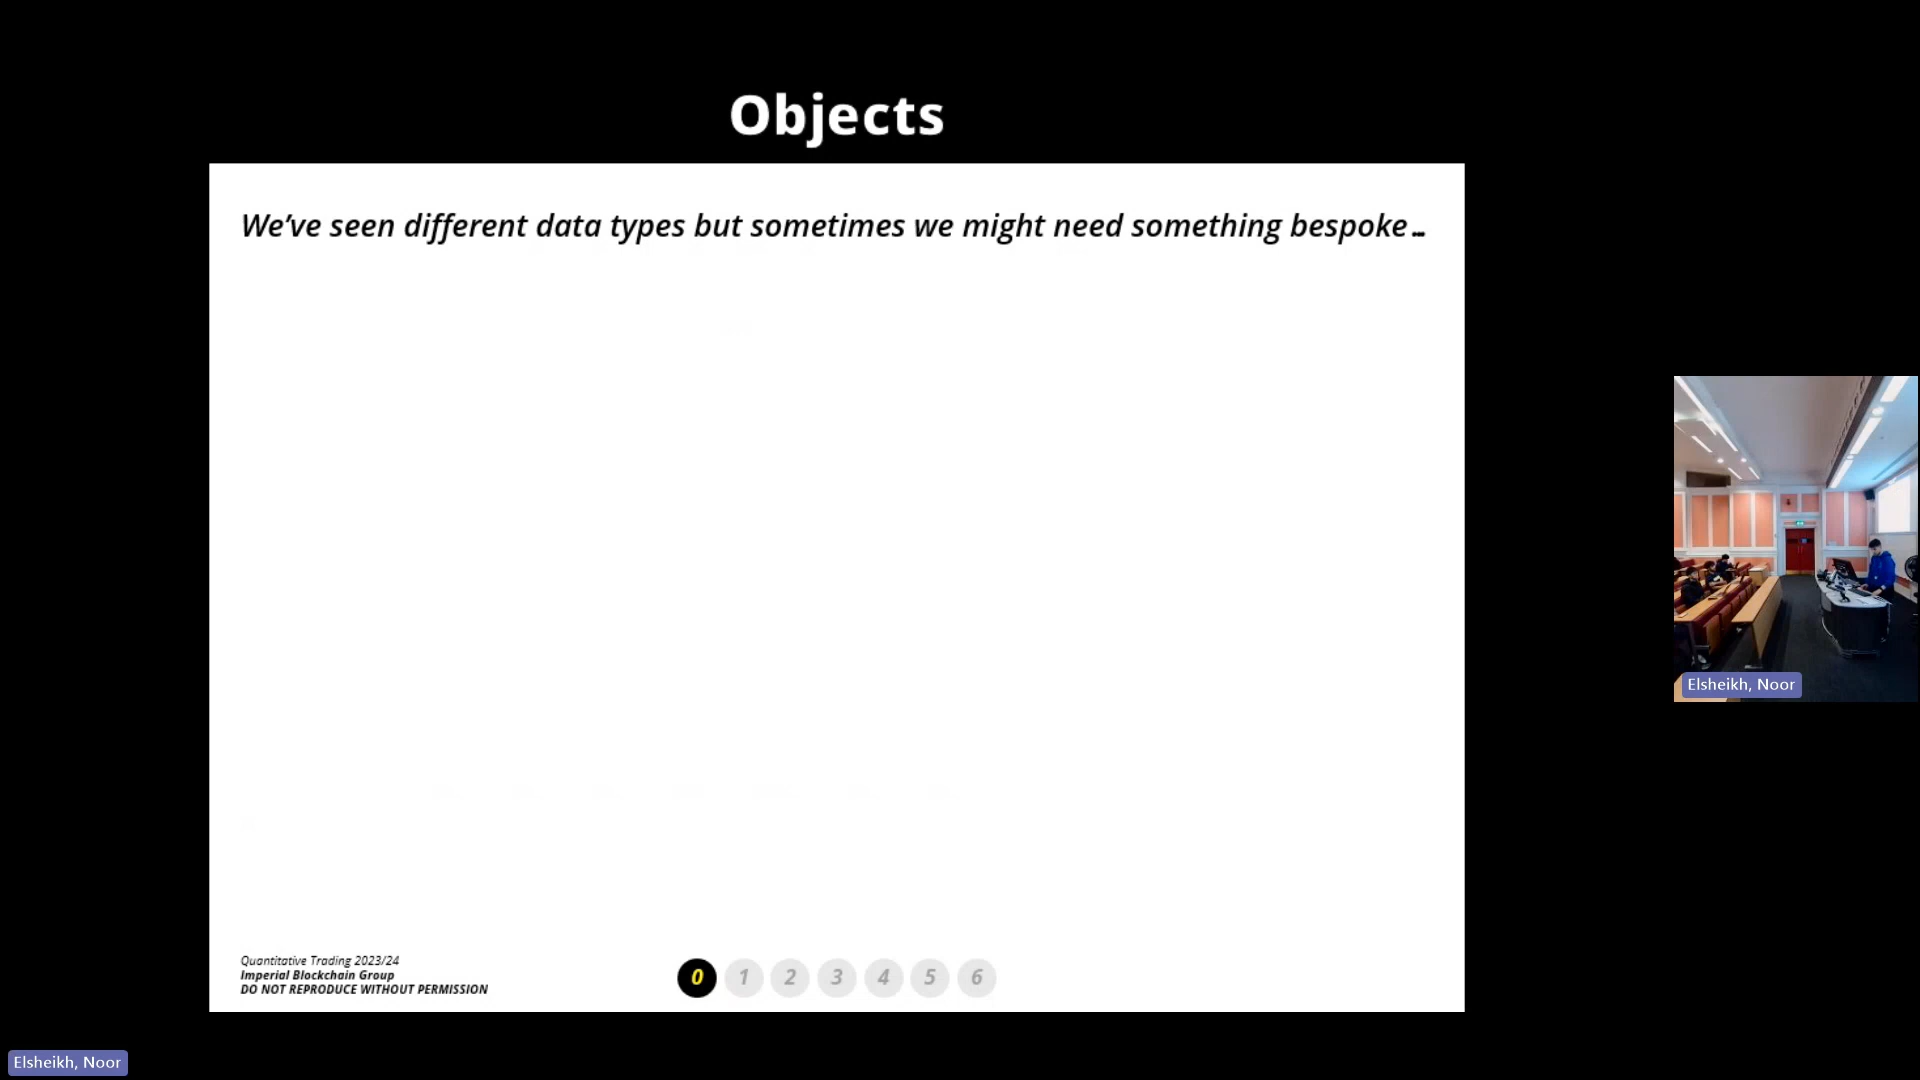 Objects
We’ve seen different data types but sometimes we might need something bespoke...
Quantitative Trading 2023/24
Imperial Blockchain Group
DO NOT REPRODUCE WITHOUT PERMISSION
0 1 2 3 4 5 6
Elsheikh, Noor
Elsheikh, Noor